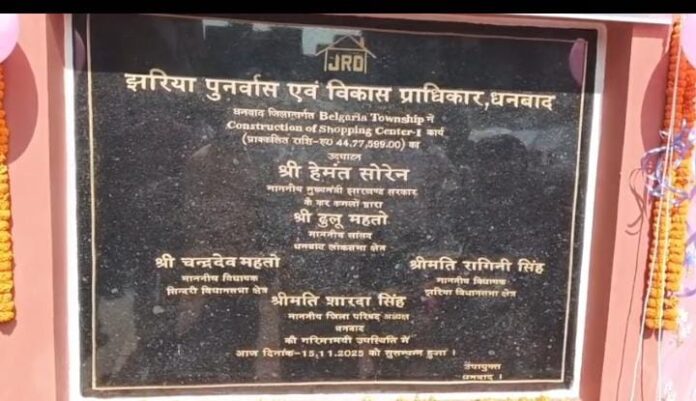 JRD
झरिया पुनर्वास एवं विकास प्राधिकार,धनबाद
धनबाद जिलान्तर्गत Belgaria Township में
Construction of Shopping Center-I कार्य
(प्राक्कलित राशि-रु0 44,77,599.00) का
उदघाटन
श्री हेमंत सोरेन
माननीय मुख्यमंत्री झारखण्ड सरकार
के कर कमलों द्वारा
श्री ढुलू महतो
माननीय सांसद
धनबाद लोकसभा क्षेत्र
श्री चन्द्रदेव महतो
माननीय विधायक
सिन्दरी विधानसभा क्षेत्र
श्रीमति रागिनी सिंह
माननीय विधायक
झरिया विधानसभा क्षेत्र
श्रीमति शारदा सिंह
माननीय जिला परिषद अध्यक्ष
धनबाद
की गरिमामयी उपस्थिति में
आज दिनांक-15.11.2025 को सुसम्पन्न हुआ ।
उपायुक्त
धनबाद ।